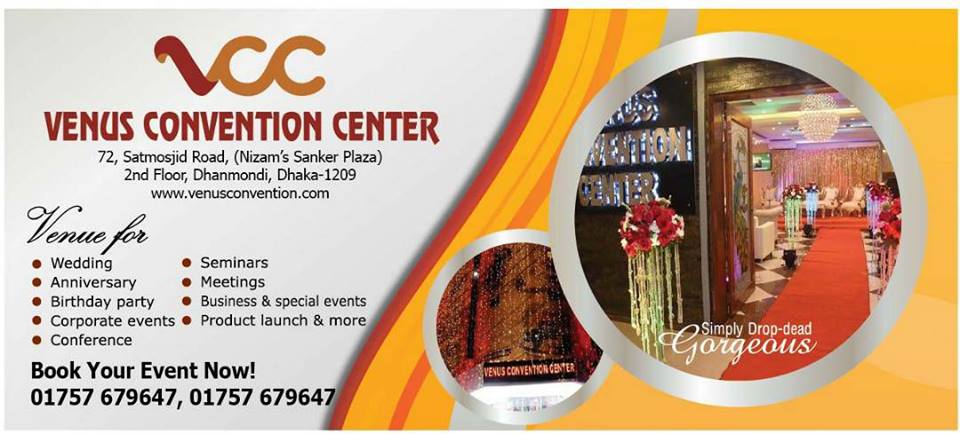 VCC
VENUS CONVENTION CENTER
72, Satmosjid Road, (Nizam's Sanker Plaza)
2nd Floor, Dhanmondi, Dhaka-1209
www.venusconvention.com
Venue for
Wedding
Anniversary
Birthday party
Corporate events
Conference
Seminars
Meetings
Business & special events
Product launch & more
Book Your Event Now!
01757 679647, 01757 679647
VENUS CONVENTION CENTER
CONVENTION
CENTER
Simply Drop-dead
Gorgeous